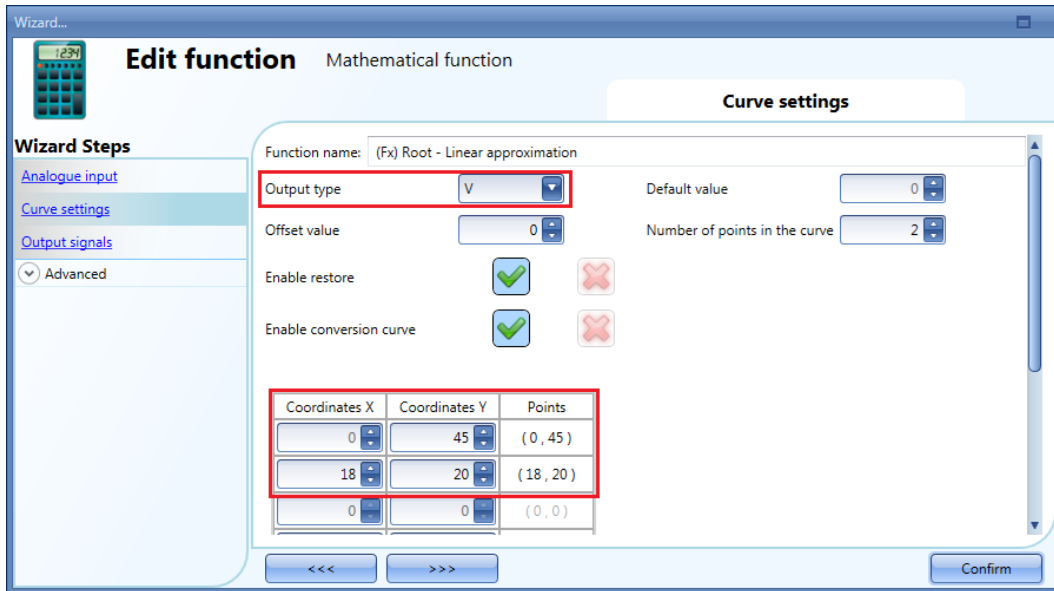 Wizard...
1234
Edit function Mathematical function
Curve settings
Wizard Steps
Analogue input
Curve settings
Output signals
Advanced
Function name: (Fx) Root - Linear approximation
Output type V Default value 0
Offset value 0 Number of points in the curve 2
Enable restore
Enable conversion curve
Coordinates X Coordinates Y Points
0 45 ( 0 , 45 )
18 20 ( 18 , 20 )
0 0 ( 0 , 0 )
<<< >>> Confirm